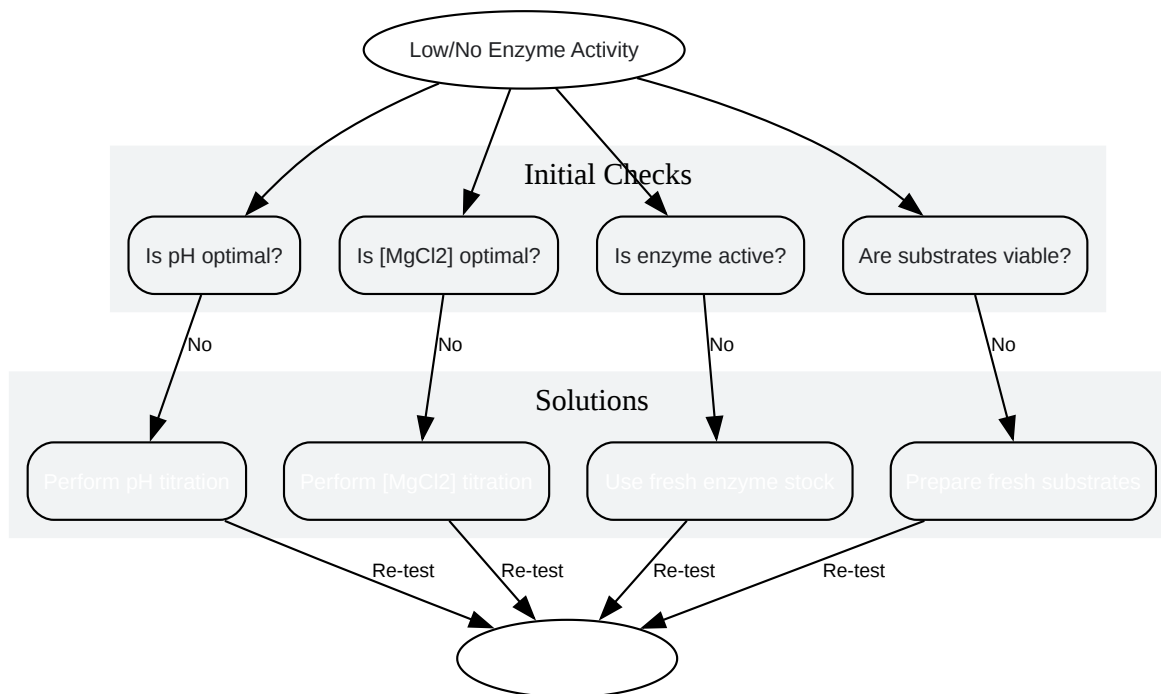 Low/No Enzyme Activity
Initial Checks
Is pH optimal?
Is [MgCl2] optimal?
Is enzyme active?
Are substrates viable?
No
No
No
No
Solutions
Perform pH titration
Perform [MgCl2] titration
Use fresh enzyme stock
Prepare fresh substrates
Re-test
Re-test
Re-test
Re-test